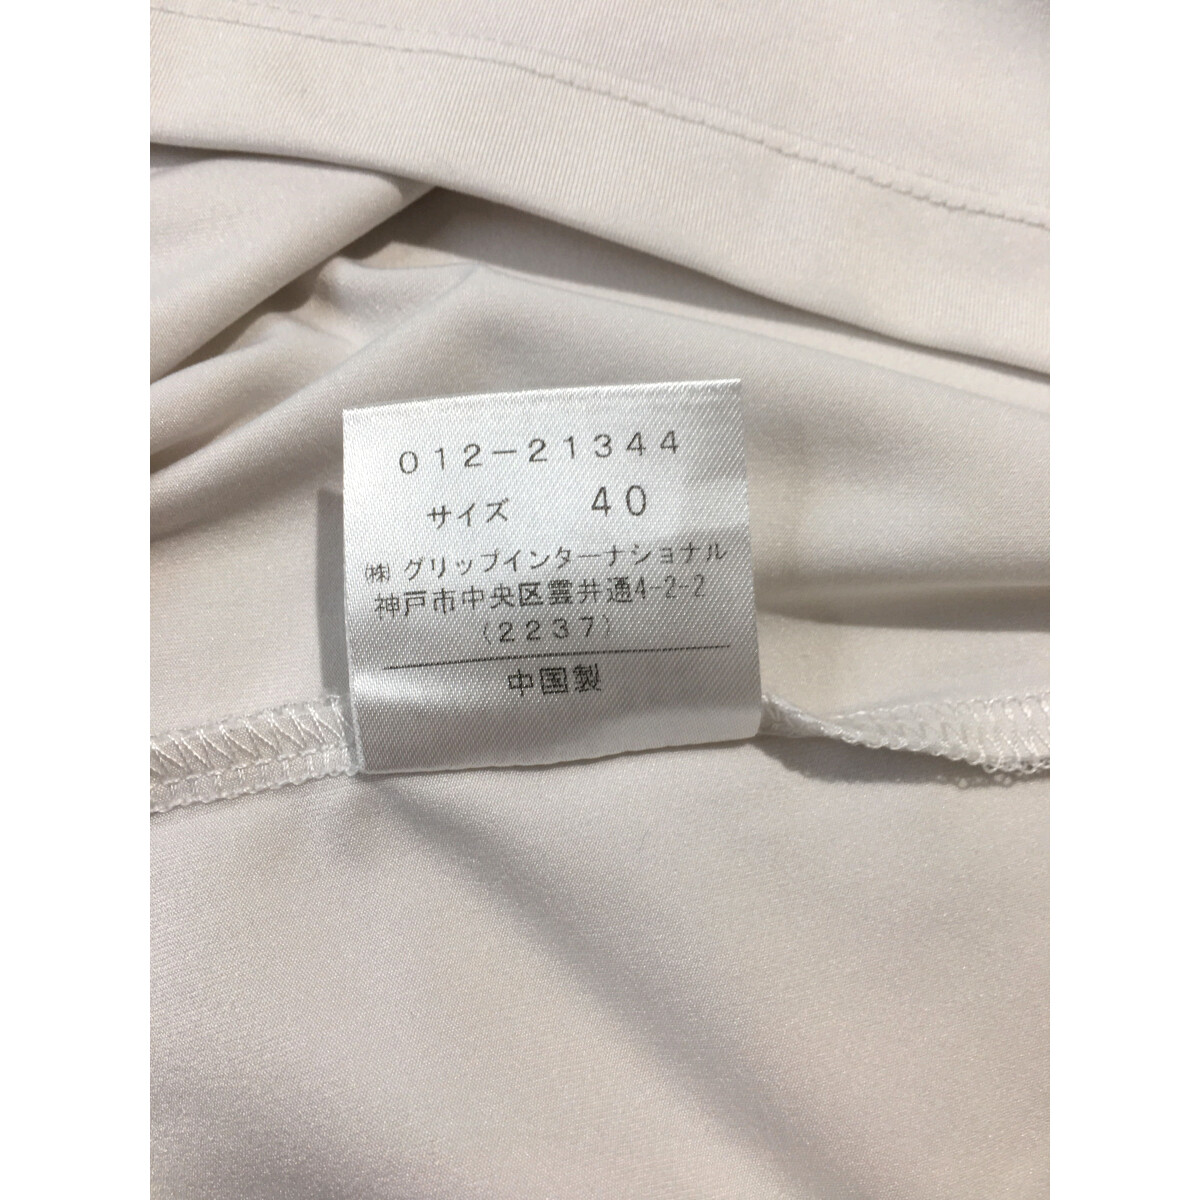 012-21344
サイズ 40
㈱グリップインターナショナル
神戸市中央区雲井通4-2-2
(2237)
中国製